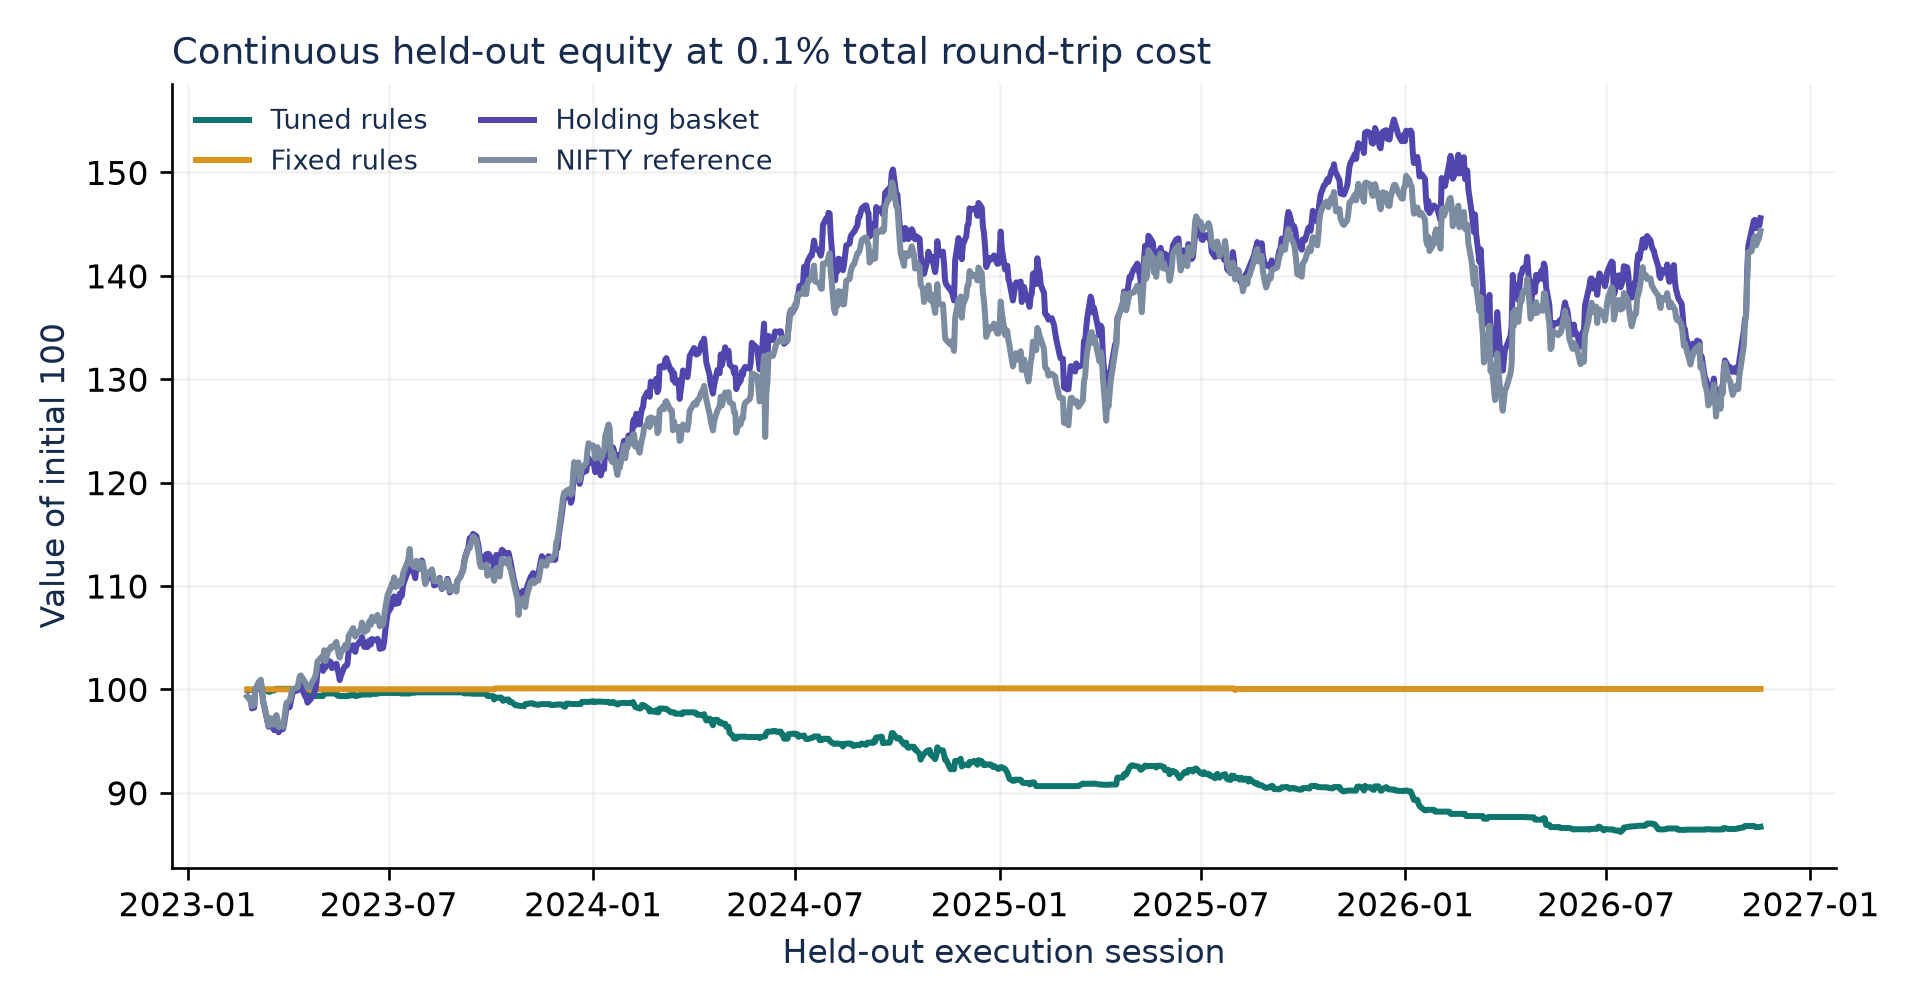 Continuous held-out equity at 0.1% total round-trip cost
Tuned rules
Fixed rules
Holding basket
NIFTY reference
Value of initial 100
150
140
130
120
110
100
90
2023-01
2023-07
2024-01
2024-07
2025-01
2025-07
2026-01
2026-07
2027-01
Held-out execution session